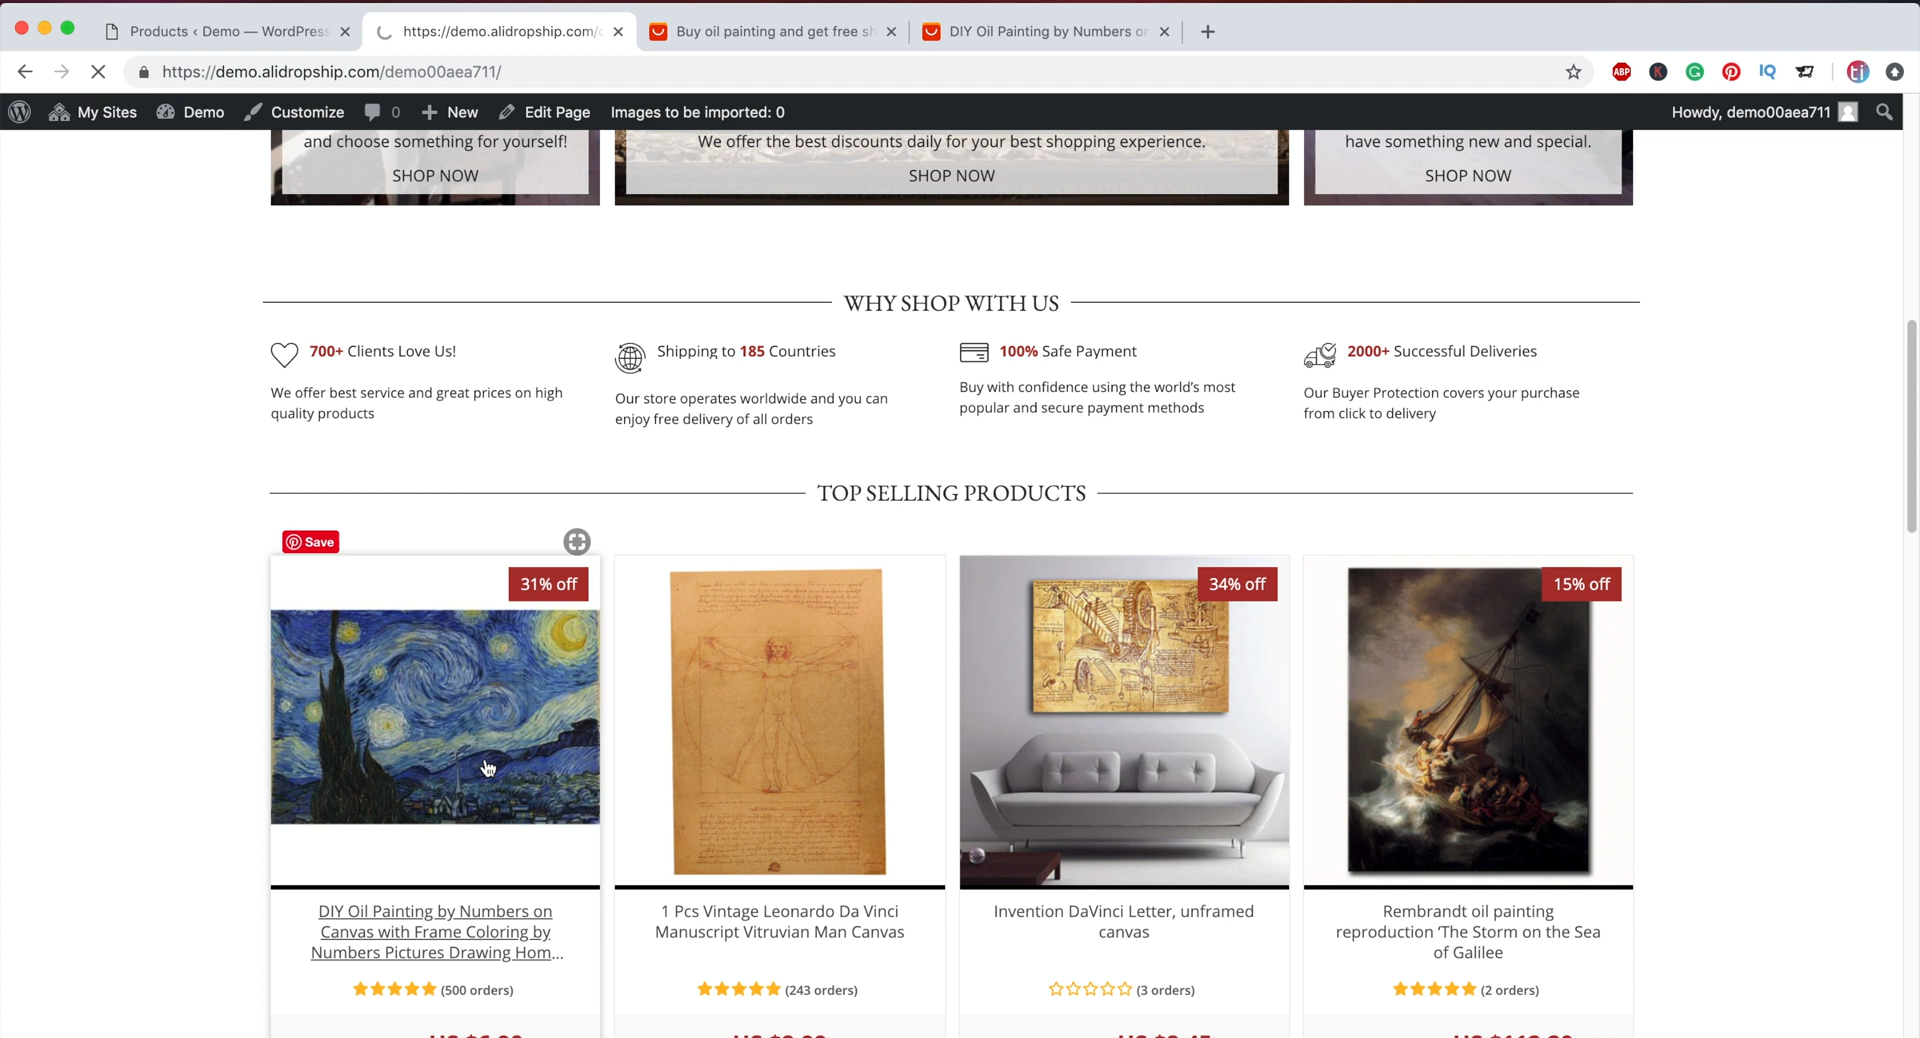 Products ‹ Demo — WordPress
https://demo.alidropship.com/
Buy oil painting and get free sh
DIY Oil Painting by Numbers on
https://demo.alidropship.com/demo00aea711/
ABP
K
IQ
My Sites
Demo
Customize
0
New
Edit Page
Images to be imported: 0
Howdy, demo00aea711
and choose something for yourself!
SHOP NOW
We offer the best discounts daily for your best shopping experience.
SHOP NOW
have something new and special.
SHOP NOW
WHY SHOP WITH US
700+ Clients Love Us!
We offer best service and great prices on high
quality products
Shipping to 185 Countries
Our store operates worldwide and you can
enjoy free delivery of all orders
100% Safe Payment
Buy with confidence using the world's most
popular and secure payment methods
2000+ Successful Deliveries
Our Buyer Protection covers your purchase
from click to delivery
TOP SELLING PRODUCTS
Save
31% off
34% off
15% off
DIY Oil Painting by Numbers on
Canvas with Frame Coloring by
Numbers Pictures Drawing Hom...
(500 orders)
1 Pcs Vintage Leonardo Da Vinci
Manuscript Vitruvian Man Canvas
(243 orders)
Invention DaVinci Letter, unframed
canvas
(3 orders)
Rembrandt oil painting
reproduction ‘The Storm on the Sea
of Galilee
(2 orders)